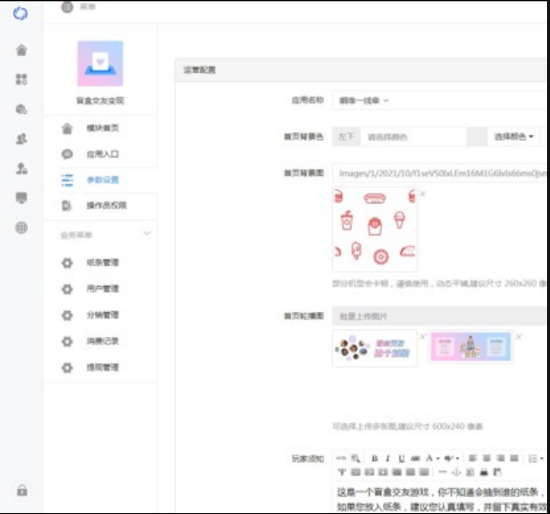 菜单
盲盒交友变现
模块首页
应用入口
参数设置
操作员权限
业务菜单
纸条管理
用户管理
分销管理
消费记录
提现管理
运营配置
应用名称
姻缘一线牵
首页背景色
左下
请选择颜色
选择颜色
首页背景图
部分机型会卡顿，谨慎使用，动态平铺,建议尺寸 260x260 像
首页轮播图
批量上传图片
可选择上传多张图,建议尺寸 600x240 像素
玩家须知
这是一个盲盒交友游戏，你不知道会抽到谁的纸条，
如果您放入纸条，建议您认真填写，并留下真实有效